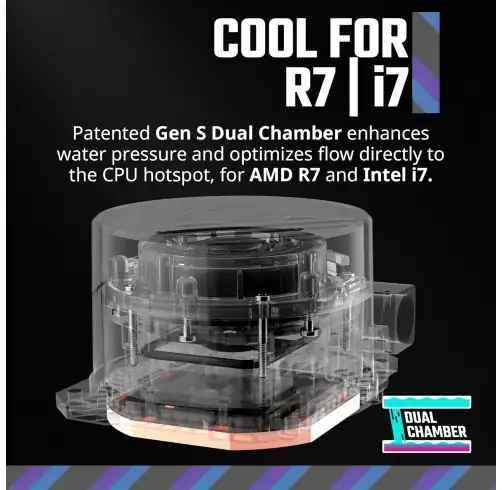 COOL FOR
R7 | i7
Patented Gen S Dual Chamber enhances
water pressure and optimizes flow directly to
the CPU hotspot, for AMD R7 and Intel i7.
DUAL
CHAMBER